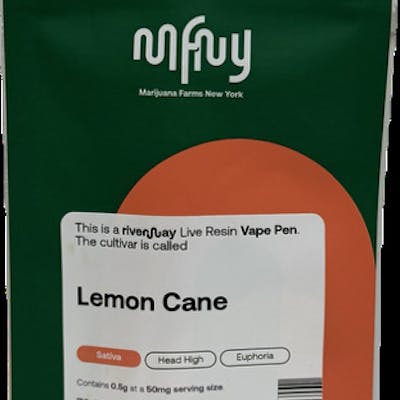 mfny
Marijuana Farms New York
This is a rivernay Live Resin Vape Pen.
The cultivar is called
Lemon Cane
Sativa
Head High
Euphoria
Contains 0.5g at a 50mg serving size